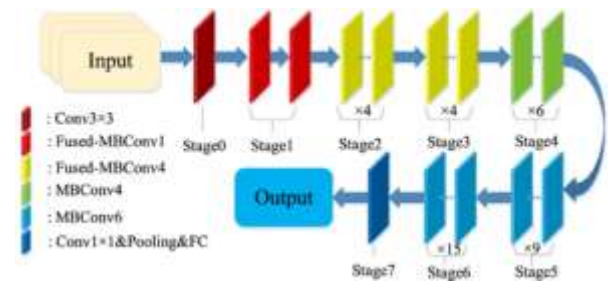 Input
×4
×4
×6
Stage0
Stage1
Stage2
Stage3
Stage4
: Conv3×3
: Fused-MBConv1
: Fused-MBConv4
: MBConv4
: MBConv6
: Conv1×1&Pooling&FC
Output
×15
×9
Stage7
Stage6
Stage5